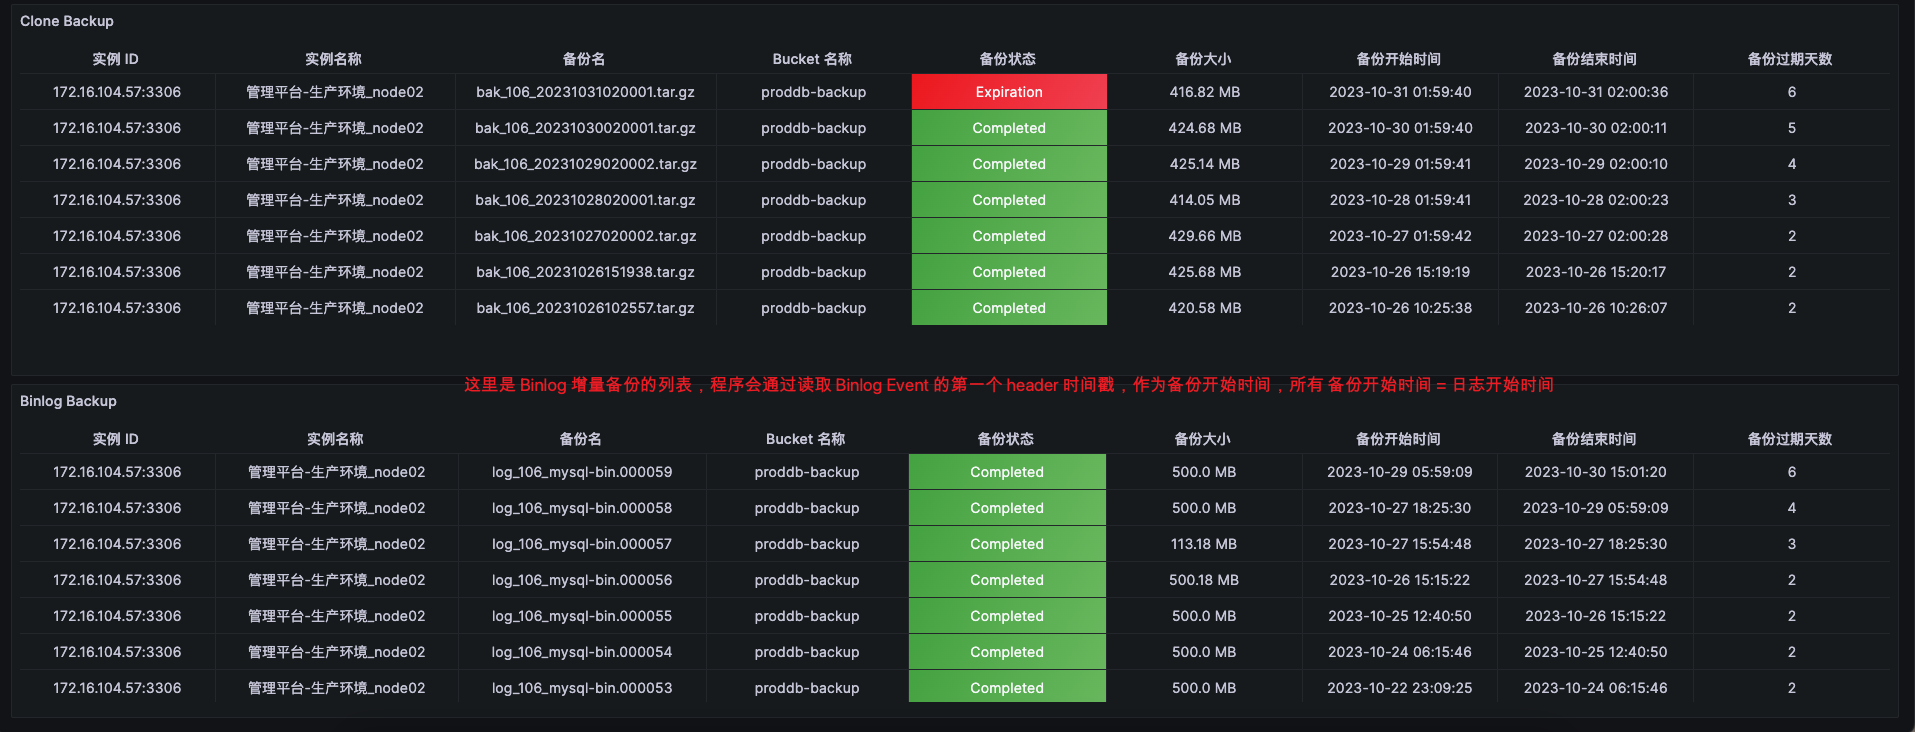 Clone Backup
实例 ID 实例名称 备份名 Bucket 名称 备份状态 备份大小 备份开始时间 备份结束时间 备份过期天数
172.16.104.57:3306 管理平台-生产环境_node02 bak_106_20231031020001.tar.gz proddb-backup Expiration 416.82 MB 2023-10-31 01:59:40 2023-10-31 02:00:36 6
172.16.104.57:3306 管理平台-生产环境_node02 bak_106_20231030020001.tar.gz proddb-backup Completed 424.68 MB 2023-10-30 01:59:40 2023-10-30 02:00:11 5
172.16.104.57:3306 管理平台-生产环境_node02 bak_106_20231029020002.tar.gz proddb-backup Completed 425.14 MB 2023-10-29 01:59:41 2023-10-29 02:00:10 4
172.16.104.57:3306 管理平台-生产环境_node02 bak_106_20231028020001.tar.gz proddb-backup Completed 414.05 MB 2023-10-28 01:59:41 2023-10-28 02:00:23 3
172.16.104.57:3306 管理平台-生产环境_node02 bak_106_20231027020002.tar.gz proddb-backup Completed 429.66 MB 2023-10-27 01:59:42 2023-10-27 02:00:28 2
172.16.104.57:3306 管理平台-生产环境_node02 bak_106_20231026151938.tar.gz proddb-backup Completed 425.68 MB 2023-10-26 15:19:19 2023-10-26 15:20:17 2
172.16.104.57:3306 管理平台-生产环境_node02 bak_106_20231026102557.tar.gz proddb-backup Completed 420.58 MB 2023-10-26 10:25:38 2023-10-26 10:26:07 2
这里是 Binlog 增量备份的列表，程序会通过读取 Binlog Event 的第一个 header 时间戳，作为备份开始时间，所有 备份开始时间 = 日志开始时间
Binlog Backup
实例 ID 实例名称 备份名 Bucket 名称 备份状态 备份大小 备份开始时间 备份结束时间 备份过期天数
172.16.104.57:3306 管理平台-生产环境_node02 log_106_mysql-bin.000059 proddb-backup Completed 500.0 MB 2023-10-29 05:59:09 2023-10-30 15:01:20 6
172.16.104.57:3306 管理平台-生产环境_node02 log_106_mysql-bin.000058 proddb-backup Completed 500.0 MB 2023-10-27 18:25:30 2023-10-29 05:59:09 4
172.16.104.57:3306 管理平台-生产环境_node02 log_106_mysql-bin.000057 proddb-backup Completed 113.18 MB 2023-10-27 15:54:48 2023-10-27 18:25:30 3
172.16.104.57:3306 管理平台-生产环境_node02 log_106_mysql-bin.000056 proddb-backup Completed 500.18 MB 2023-10-26 15:15:22 2023-10-27 15:54:48 2
172.16.104.57:3306 管理平台-生产环境_node02 log_106_mysql-bin.000055 proddb-backup Completed 500.0 MB 2023-10-25 12:40:50 2023-10-26 15:15:22 2
172.16.104.57:3306 管理平台-生产环境_node02 log_106_mysql-bin.000054 proddb-backup Completed 500.0 MB 2023-10-24 06:15:46 2023-10-25 12:40:50 2
172.16.104.57:3306 管理平台-生产环境_node02 log_106_mysql-bin.000053 proddb-backup Completed 500.0 MB 2023-10-22 23:09:25 2023-10-24 06:15:46 2